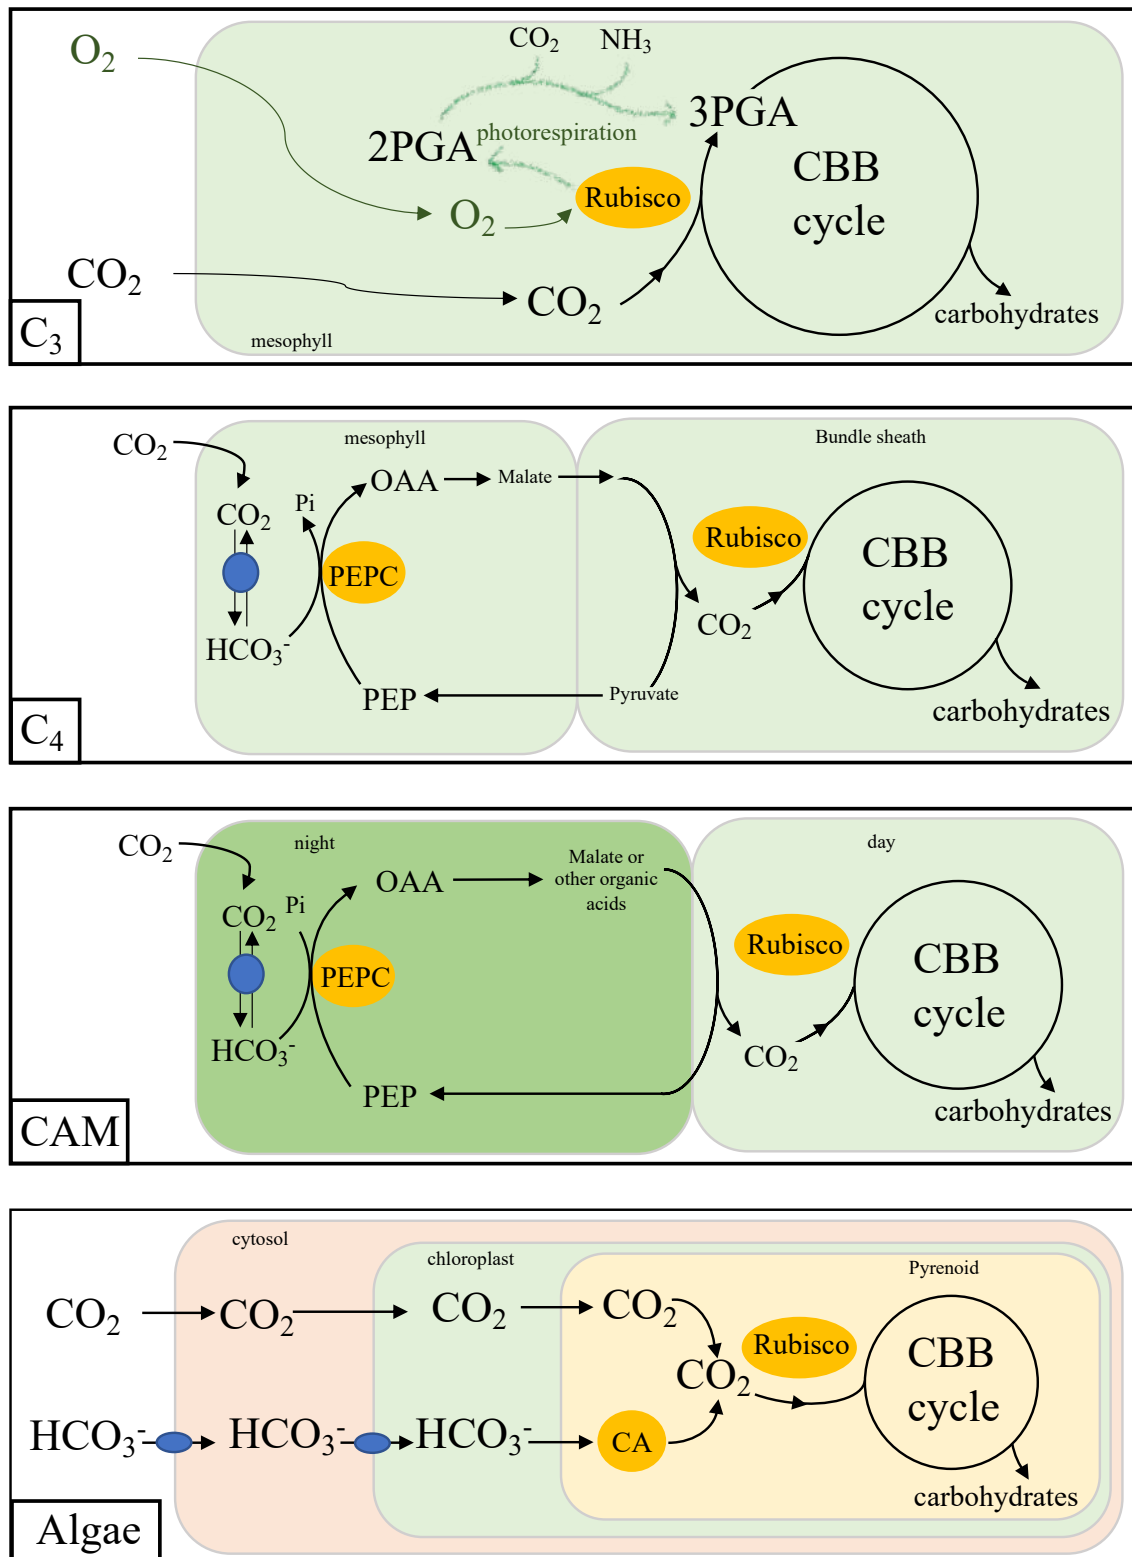 O₂
CO₂
NH₃
2PGA
photorespiration
3PGA
CBB
cycle
Rubisco
O₂
CO₂
CO₂
carbohydrates
mesophyll
C₃
mesophyll
Bundle sheath
CO₂
OAA
Malate
Pi
CO₂
Rubisco
CBB
cycle
PEPC
CO₂
HCO₃⁻
PEP
Pyruvate
carbohydrates
C₄
night
day
CO₂
Malate or
other organic
acids
OAA
Pi
CO₂
Rubisco
CBB
cycle
PEPC
HCO₃⁻
CO₂
PEP
carbohydrates
CAM
cytosol
chloroplast
Pyrenoid
CO₂
CO₂
CO₂
CO₂
Rubisco
CBB
cycle
CO₂
HCO₃⁻
HCO₃⁻
HCO₃⁻
CA
carbohydrates
Algae